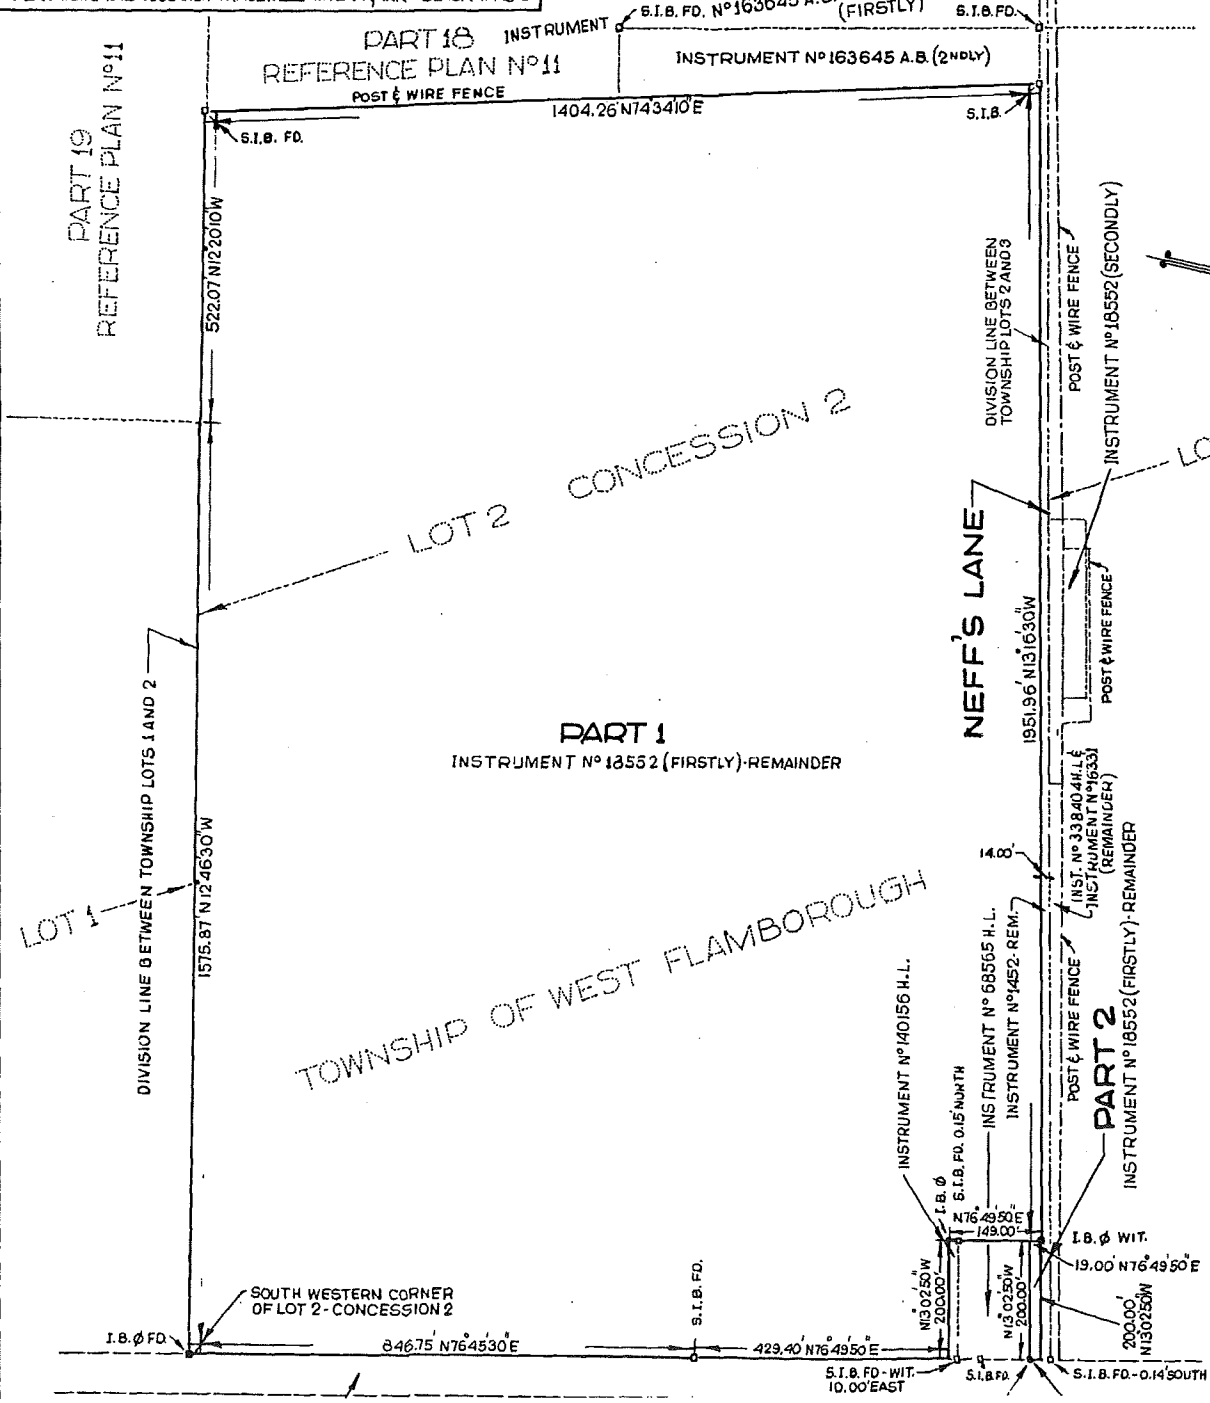 S.I.B. FD. Nº163645 A.B.
(FIRSTLY)
S.I.B.FD.
PART 18
REFERENCE PLAN Nº11
INSTRUMENT
INSTRUMENT Nº163645 A.B. (2NDLY)
POST & WIRE FENCE
1404.26' N74°34'10"E
S.I.B. FD.
S.I.B.
PART 19
REFERENCE PLAN Nº11
522.07' N12°20'10"W
DIVISION LINE BETWEEN
TOWNSHIP LOTS 2 AND 3
POST & WIRE FENCE
INSTRUMENT Nº18552 (SECONDLY)
LOT 2 CONCESSION 2
LO
NEFF'S LANE
1951.96' N13°16'30"W
POST & WIRE FENCE
DIVISION LINE BETWEEN TOWNSHIP LOTS 1 AND 2
PART 1
INSTRUMENT Nº 18552 (FIRSTLY)-REMAINDER
INST. Nº 338404 H.L. &
INSTRUMENT Nº16331
(REMAINDER)
1575.87' N12°46'30"W
14.00'
LOT 1
TOWNSHIP OF WEST FLAMBOROUGH
INSTRUMENT Nº140156 H.L.
INSTRUMENT Nº 68565 H.L.
INSTRUMENT Nº1452-REM.
POST & WIRE FENCE
PART 2
INSTRUMENT Nº18552 (FIRSTLY)-REMAINDER
I.B. Ø
S.I.B. FD. 0.15' NORTH
N76°49'50"E
149.00'
I.B. Ø WIT.
19.00' N76°49'50"E
N13°02'50"W
200.00'
N13°02'50"W
200.00'
200.00'
N13°02'50"W
SOUTH WESTERN CORNER
OF LOT 2-CONCESSION 2
S.I.B. FD.
I.B. Ø FD.
846.75' N76°45'30"E
429.40' N76°49'50"E
S.I.B. FD-WIT.
10.00' EAST
S.I.B.FD.
S.I.B. FD.-0.14' SOUTH